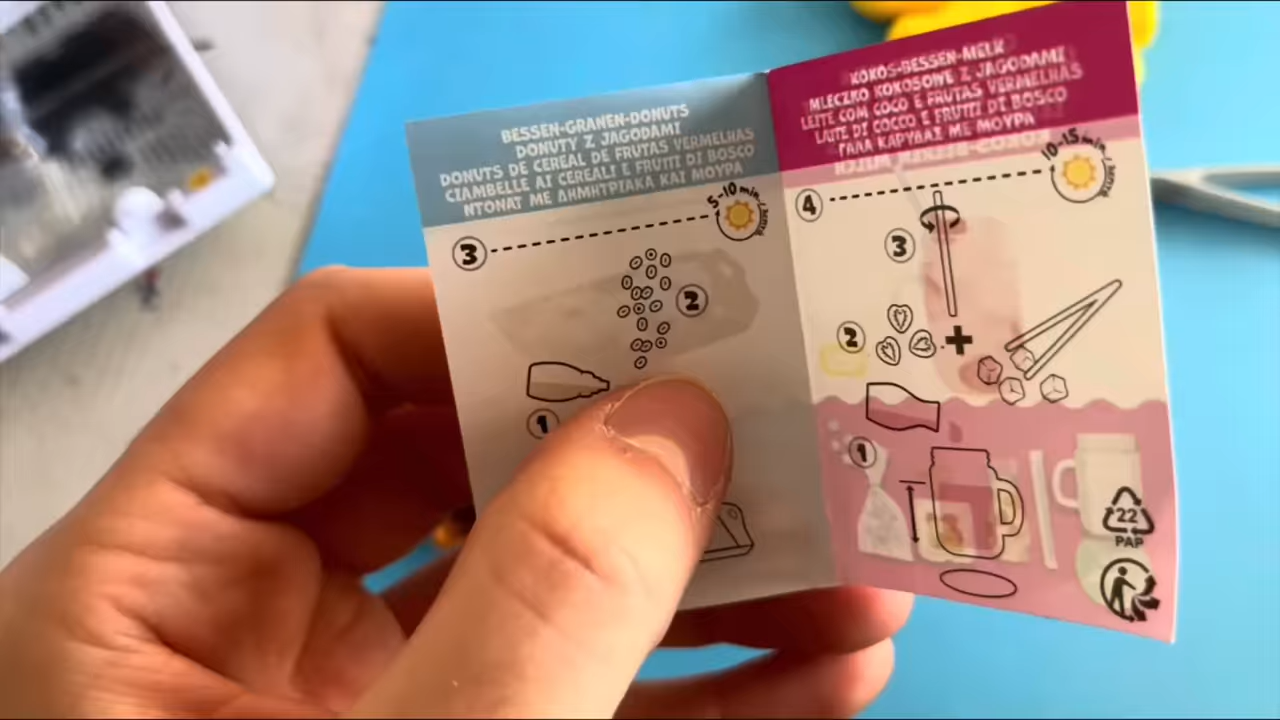 BESSEN-GRANEN-DONUTS
DONUTY Z JAGODAMI
DONUTS DE CEREAL DE FRUTAS VERMELHAS
CIAMBELLE AI CEREALI E FRUTTI DI BOSCO
ΝΤΟΝΑΤ ΜΕ ΔΗΜΗΤΡΙΑΚΑ ΚΑΙ ΜΟΥΡΑ
3
5-10 min
2
1
KOKOS-BESSEN-MELK
MLECZKO KOKOSOWE Z JAGODAMI
LEITE COM COCO E FRUTAS VERMELHAS
LATTE DI COCCO E FRUTTI DI BOSCO
ΓΑΛΑ ΚΑΡΥΔΑΣ ΜΕ ΜΟΥΡΑ
4
10-15 min
3
2
+
1
22
PAP